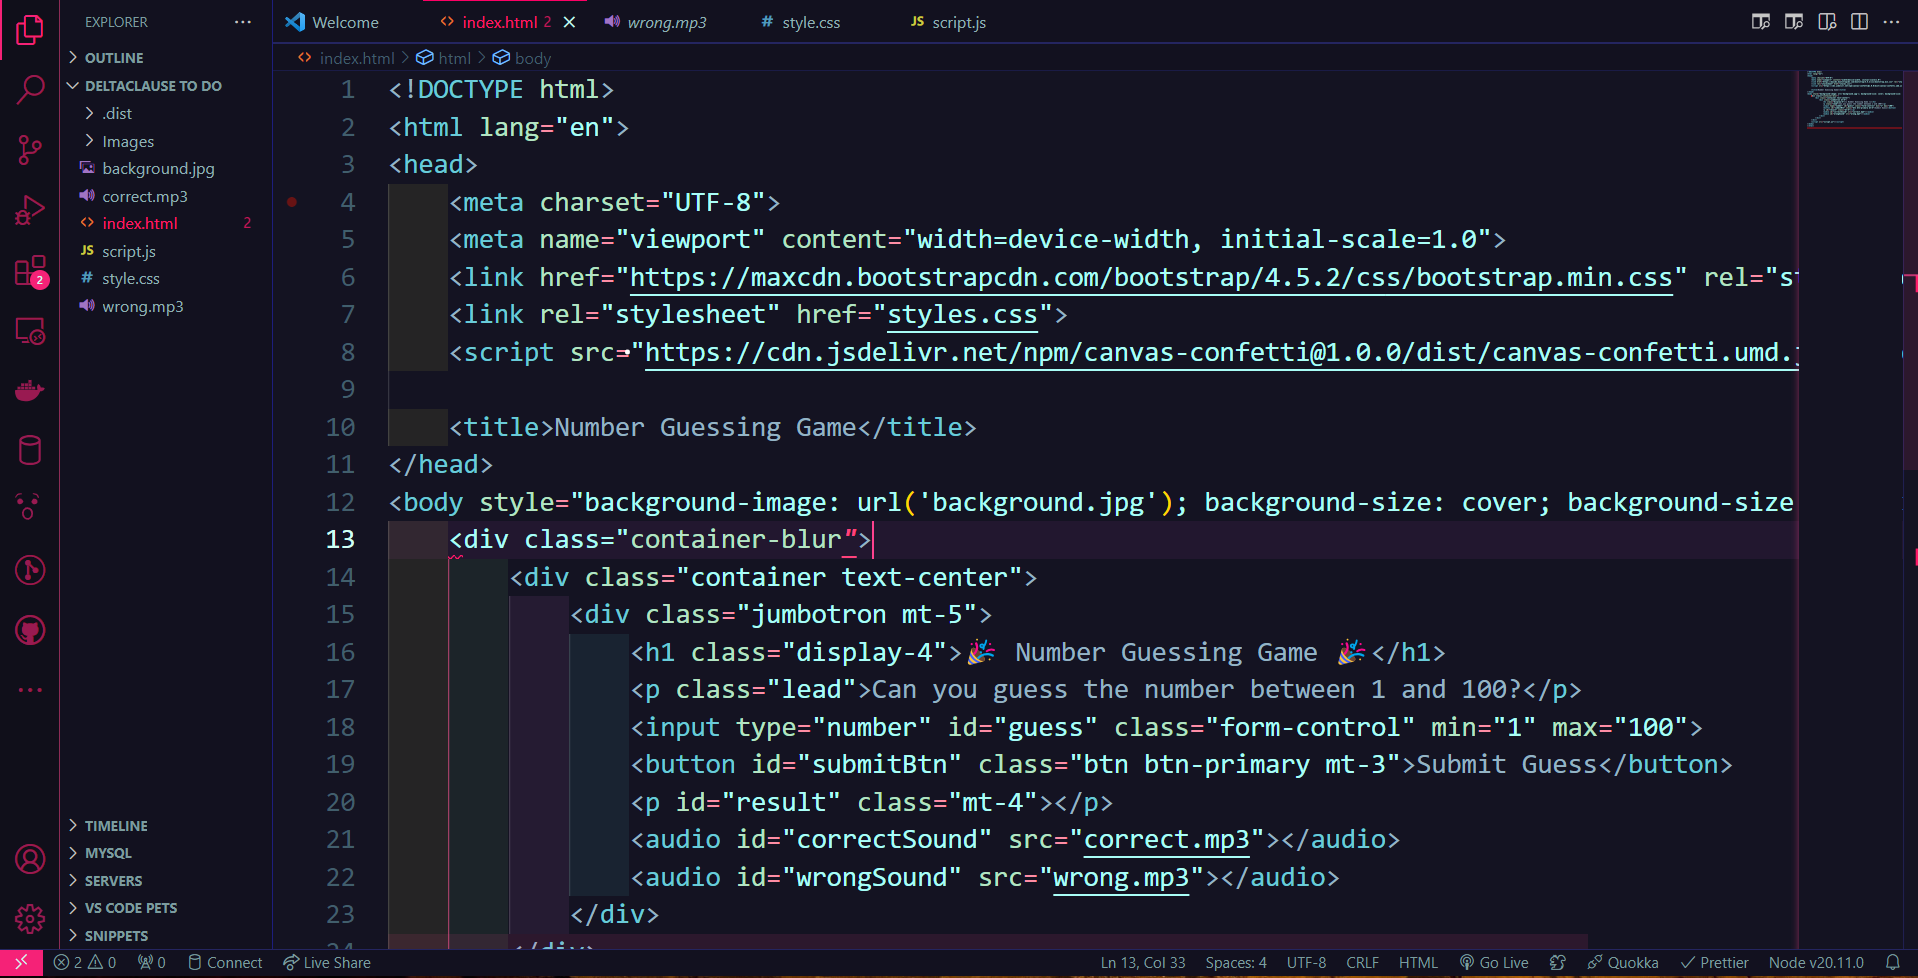 EXPLORER
OUTLINE
DELTACLAUSE TO DO
.dist
Images
background.jpg
correct.mp3
index.html 2
JS script.js
# style.css
wrong.mp3
TIMELINE
MYSQL
SERVERS
VS CODE PETS
SNIPPETS
2
Welcome
index.html 2
wrong.mp3
# style.css
JS script.js
index.html > html > body
1 <!DOCTYPE html>
2 <html lang="en">
3 <head>
4 <meta charset="UTF-8">
5 <meta name="viewport" content="width=device-width, initial-scale=1.0">
6 <link href="https://maxcdn.bootstrapcdn.com/bootstrap/4.5.2/css/bootstrap.min.css" rel="st
7 <link rel="stylesheet" href="styles.css">
8 <script src="https://cdn.jsdelivr.net/npm/canvas-confetti@1.0.0/dist/canvas-confetti.umd.j
9
10 <title>Number Guessing Game</title>
11 </head>
12 <body style="background-image: url('background.jpg'); background-size: cover; background-size
13 <div class="container-blur">
14 <div class="container text-center">
15 <div class="jumbotron mt-5">
16 <h1 class="display-4">🎉 Number Guessing Game 🎉</h1>
17 <p class="lead">Can you guess the number between 1 and 100?</p>
18 <input type="number" id="guess" class="form-control" min="1" max="100">
19 <button id="submitBtn" class="btn btn-primary mt-3">Submit Guess</button>
20 <p id="result" class="mt-4"></p>
21 <audio id="correctSound" src="correct.mp3"></audio>
22 <audio id="wrongSound" src="wrong.mp3"></audio>
23 </div>
24 </div>
2 0 0 Connect Live Share Ln 13, Col 33 Spaces: 4 UTF-8 CRLF HTML Go Live Quokka Prettier Node v20.11.0